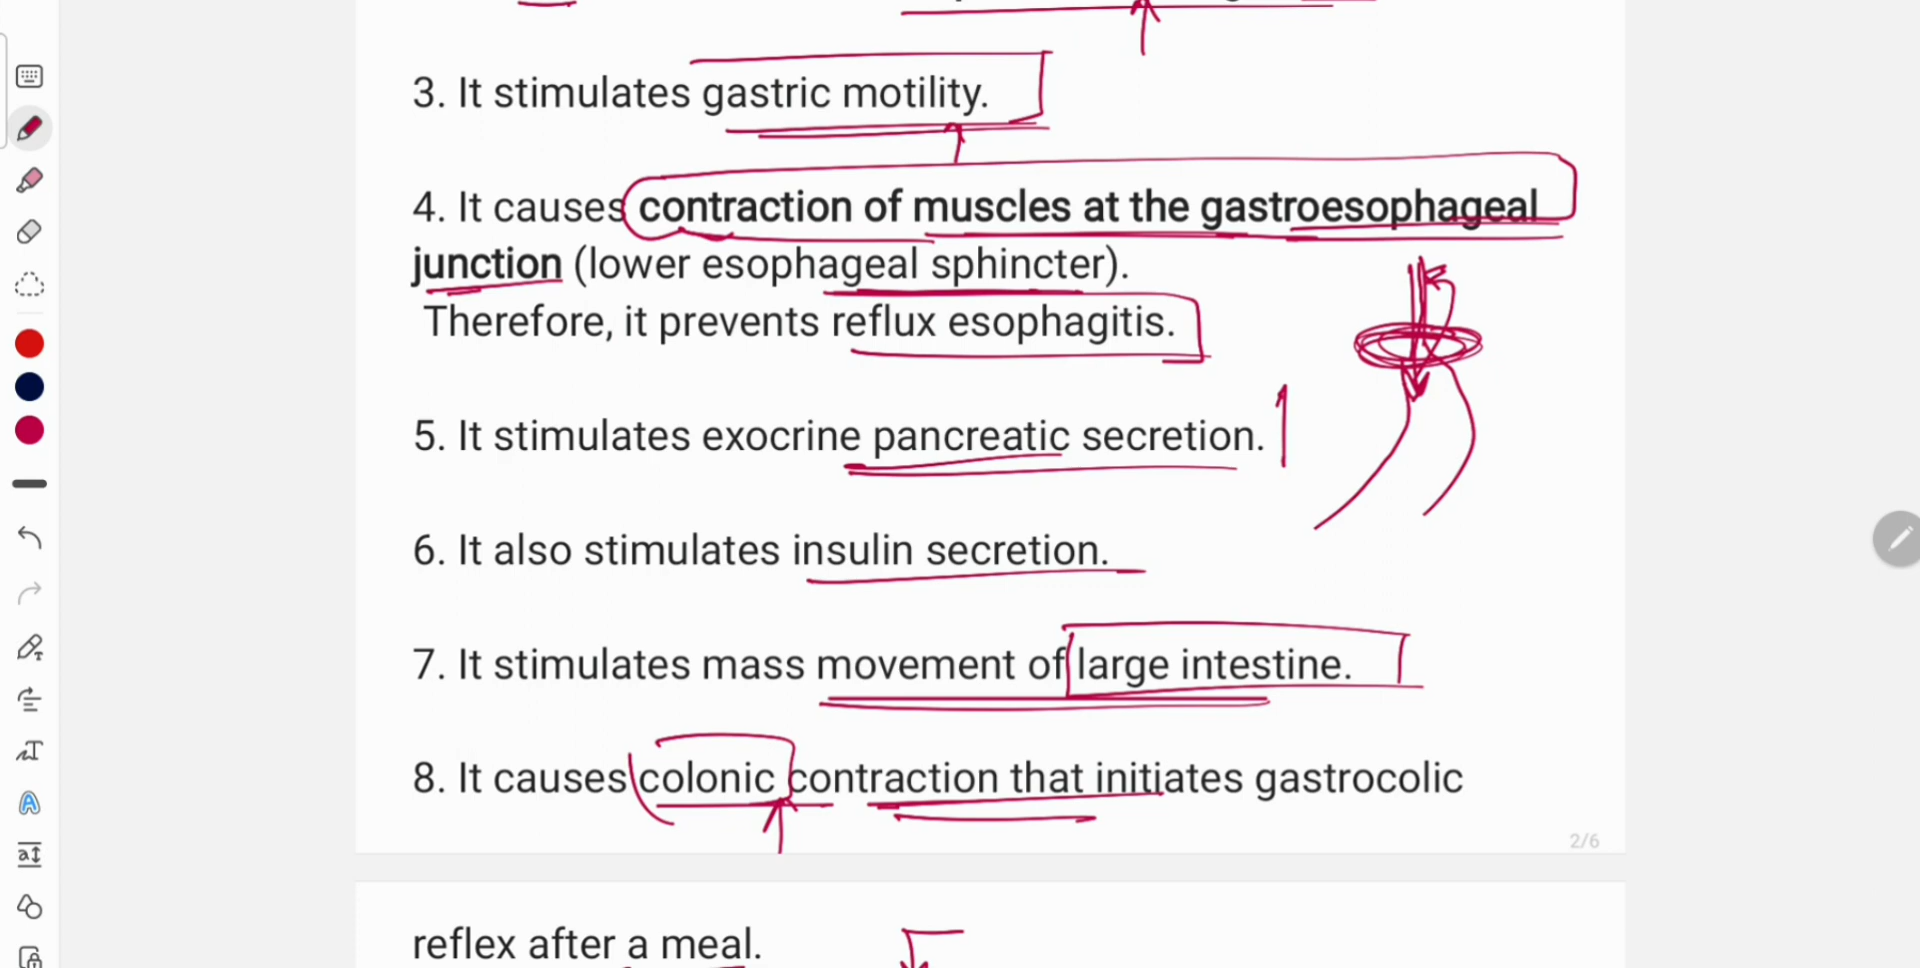 3. It stimulates gastric motility.
4. It causes contraction of muscles at the gastroesophageal
junction (lower esophageal sphincter).
Therefore, it prevents reflux esophagitis.
5. It stimulates exocrine pancreatic secretion.
6. It also stimulates insulin secretion.
7. It stimulates mass movement of large intestine.
8. It causes colonic contraction that initiates gastrocolic
2/6
reflex after a meal.